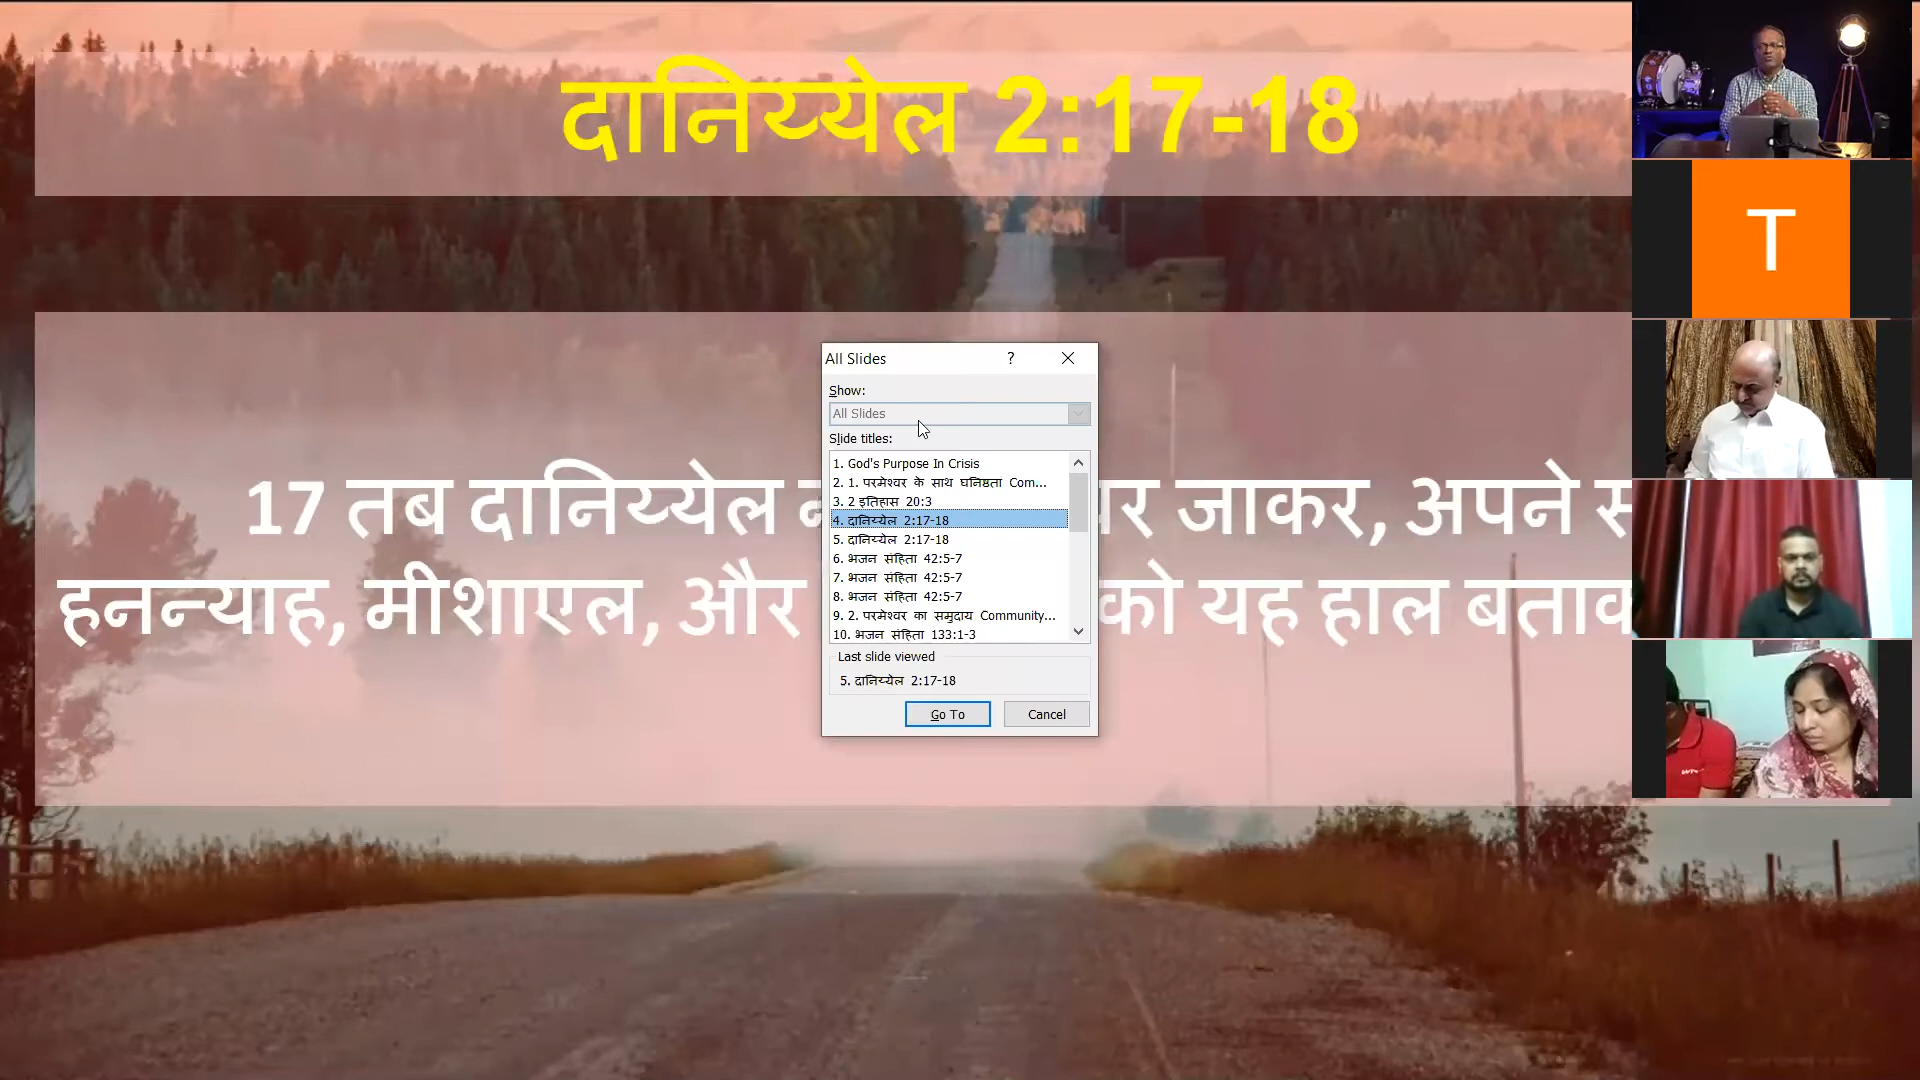 दानिय्येल 2:17-18
T
All Slides ?
Show:
All Slides
Slide titles:
1. God's Purpose In Crisis
2. 1. परमेश्वर के साथ घनिष्ठता Com...
3. 2 इतिहास 20:3
4. दानिय्येल 2:17-18
5. दानिय्येल 2:17-18
6. भजन संहिता 42:5-7
7. भजन संहिता 42:5-7
8. भजन संहिता 42:5-7
9. 2. परमेश्वर का समुदाय Community...
10. भजन संहिता 133:1-3
Last slide viewed
5. दानिय्येल 2:17-18
Go To Cancel
17 तब दानिय्येल जाकर, अपने
हनन्याह, मीशाएल, और को यह हाल